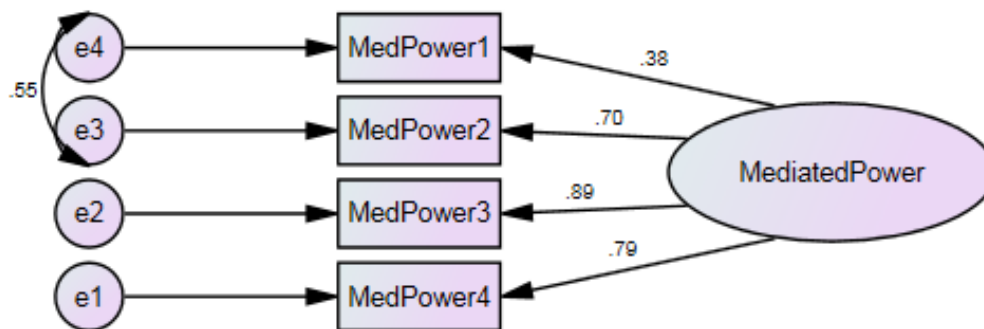 e4
MedPower1
.38
.55
e3
MedPower2
.70
MediatedPower
e2
MedPower3
.89
e1
MedPower4
.79